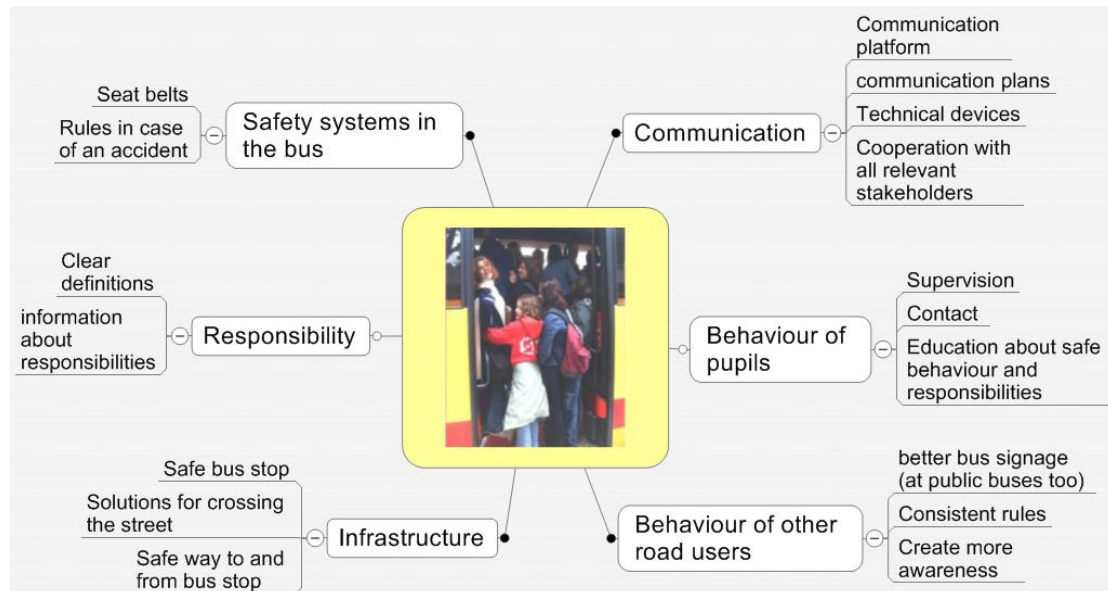 Seat belts
Rules in case
of an accident
Safety systems in
the bus
Communication
Communication
platform
communication plans
Technical devices
Cooperation with
all relevant
stakeholders
Clear
definitions
information
about
responsibilities
Responsibility
Behaviour of
pupils
Supervision
Contact
Education about safe
behaviour and
responsibilities
Safe bus stop
Solutions for crossing
the street
Safe way to and
from bus stop
Infrastructure
Behaviour of other
road users
better bus signage
(at public buses too)
Consistent rules
Create more
awareness